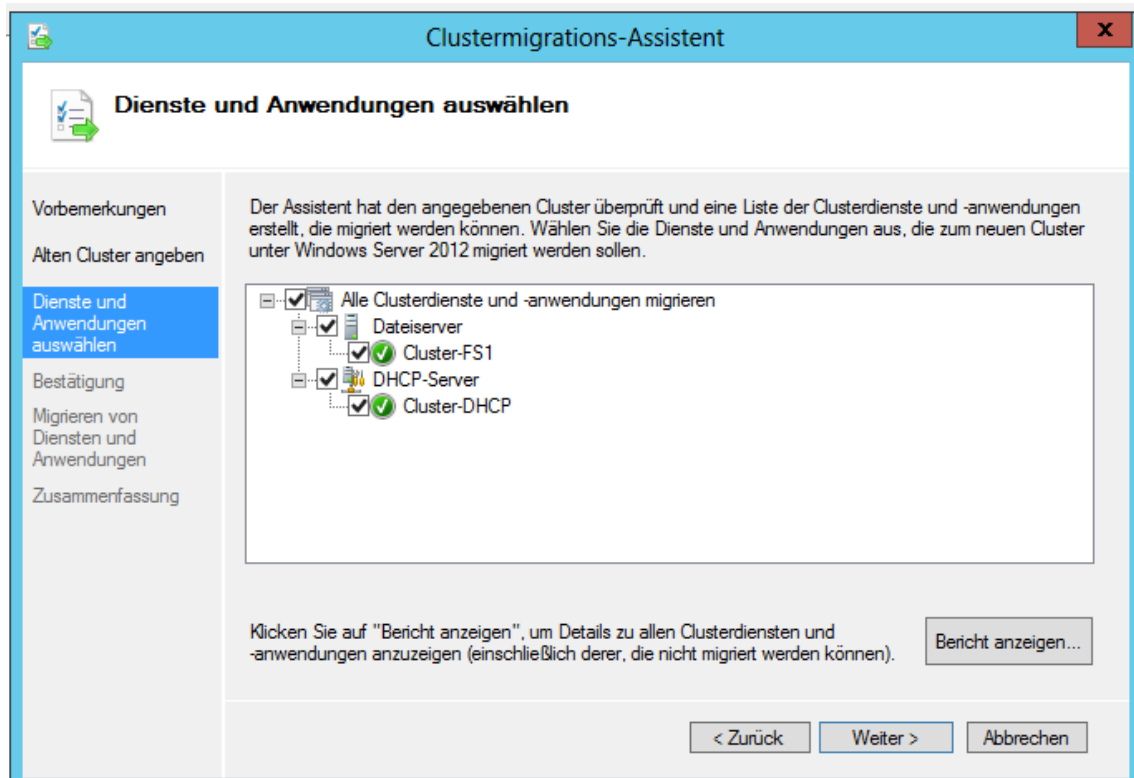 Clustermigrations-Assistent
x
Dienste und Anwendungen auswählen
Vorbemerkungen
Alten Cluster angeben
Dienste und
Anwendungen
auswählen
Bestätigung
Migrieren von
Diensten und
Anwendungen
Zusammenfassung
Der Assistent hat den angegebenen Cluster überprüft und eine Liste der Clusterdienste und -anwendungen
erstellt, die migriert werden können. Wählen Sie die Dienste und Anwendungen aus, die zum neuen Cluster
unter Windows Server 2012 migriert werden sollen.
Alle Clusterdienste und -anwendungen migrieren
Dateiserver
Cluster-FS1
DHCP-Server
Cluster-DHCP
Klicken Sie auf "Bericht anzeigen", um Details zu allen Clusterdiensten und
-anwendungen anzuzeigen (einschließlich derer, die nicht migriert werden können).
Bericht anzeigen...
< Zurück
Weiter >
Abbrechen